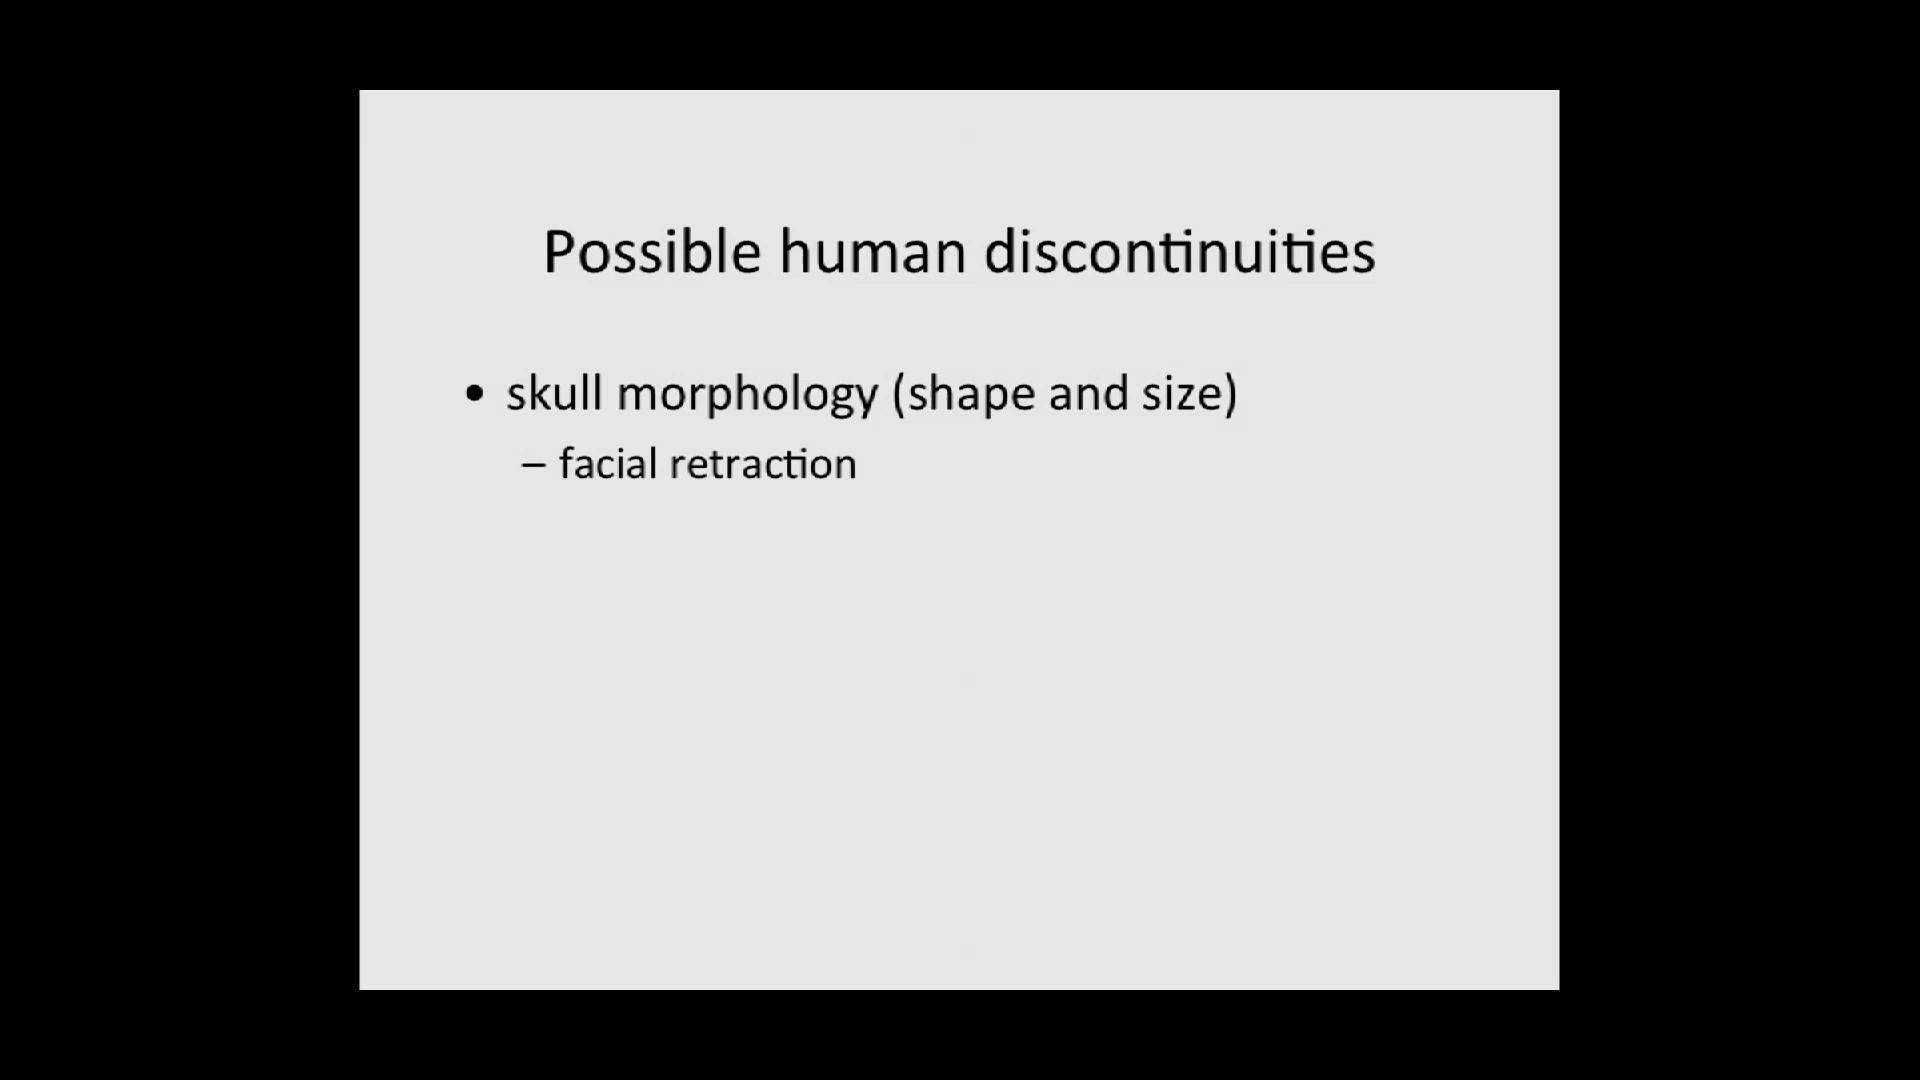 Possible human discontinuities
• skull morphology (shape and size)
– facial retraction